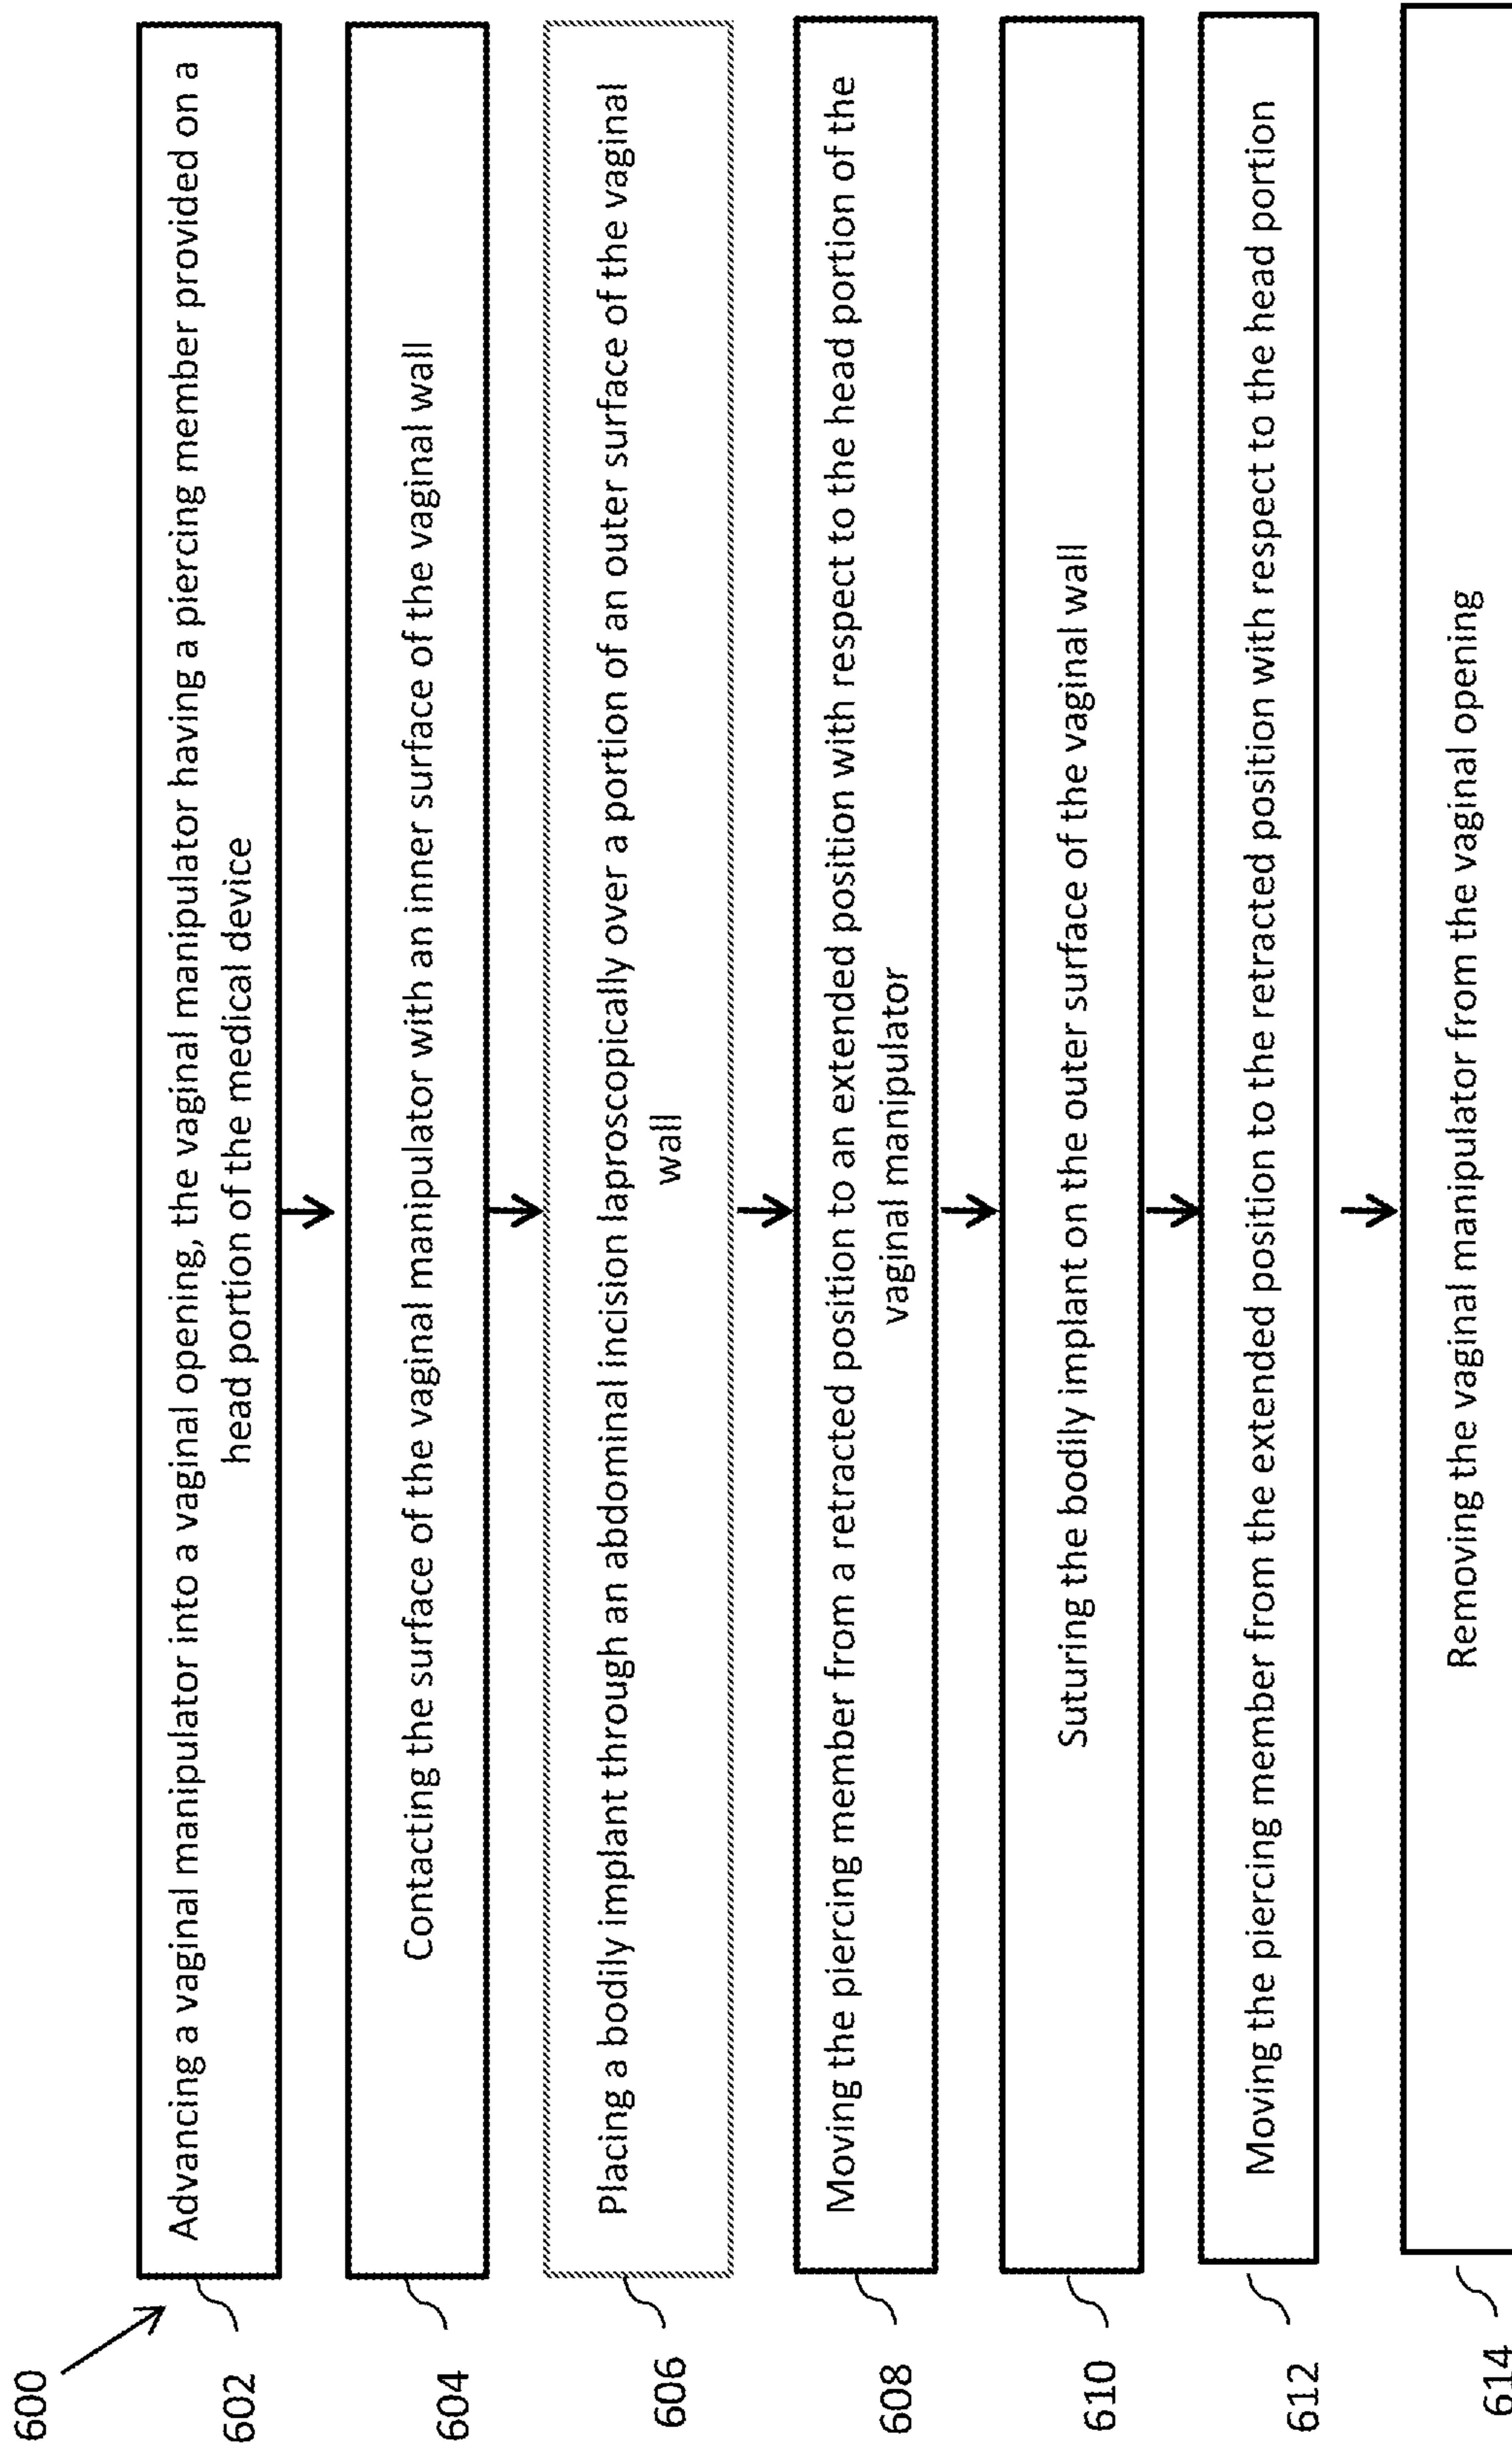 600
602
Advancing a vaginal manipulator into a vaginal opening, the vaginal manipulator having a piercing member provided on a
head portion of the medical device
604
Contacting the surface of the vaginal manipulator with an inner surface of the vaginal wall
606
Placing a bodily implant through an abdominal incision laproscopically over a portion of an outer surface of the vaginal
wall
608
Moving the piercing member from a retracted position to an extended position with respect to the head portion of the
vaginal manipulator
610
Suturing the bodily implant on the outer surface of the vaginal wall
612
Moving the piercing member from the extended position to the retracted position with respect to the head portion
614
Removing the vaginal manipulator from the vaginal opening